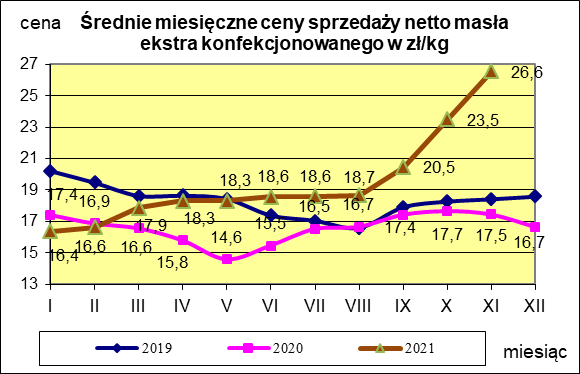 cena Średnie miesięczne ceny sprzedaży netto masła
ekstra konfekcjonowanego w zł/kg
27
25
23
21
19
17
15
13
26,6
23,5
20,5
18,3 18,6 18,6 18,7
17,4 16,9 17,9 18,3 15,5 16,5 16,7
16,4 16,6 16,6 15,8 14,6 17,4 17,7 17,5 16,7
I II III IV V VI VII VIII IX X XI XII
2019 2020 2021
miesiąc